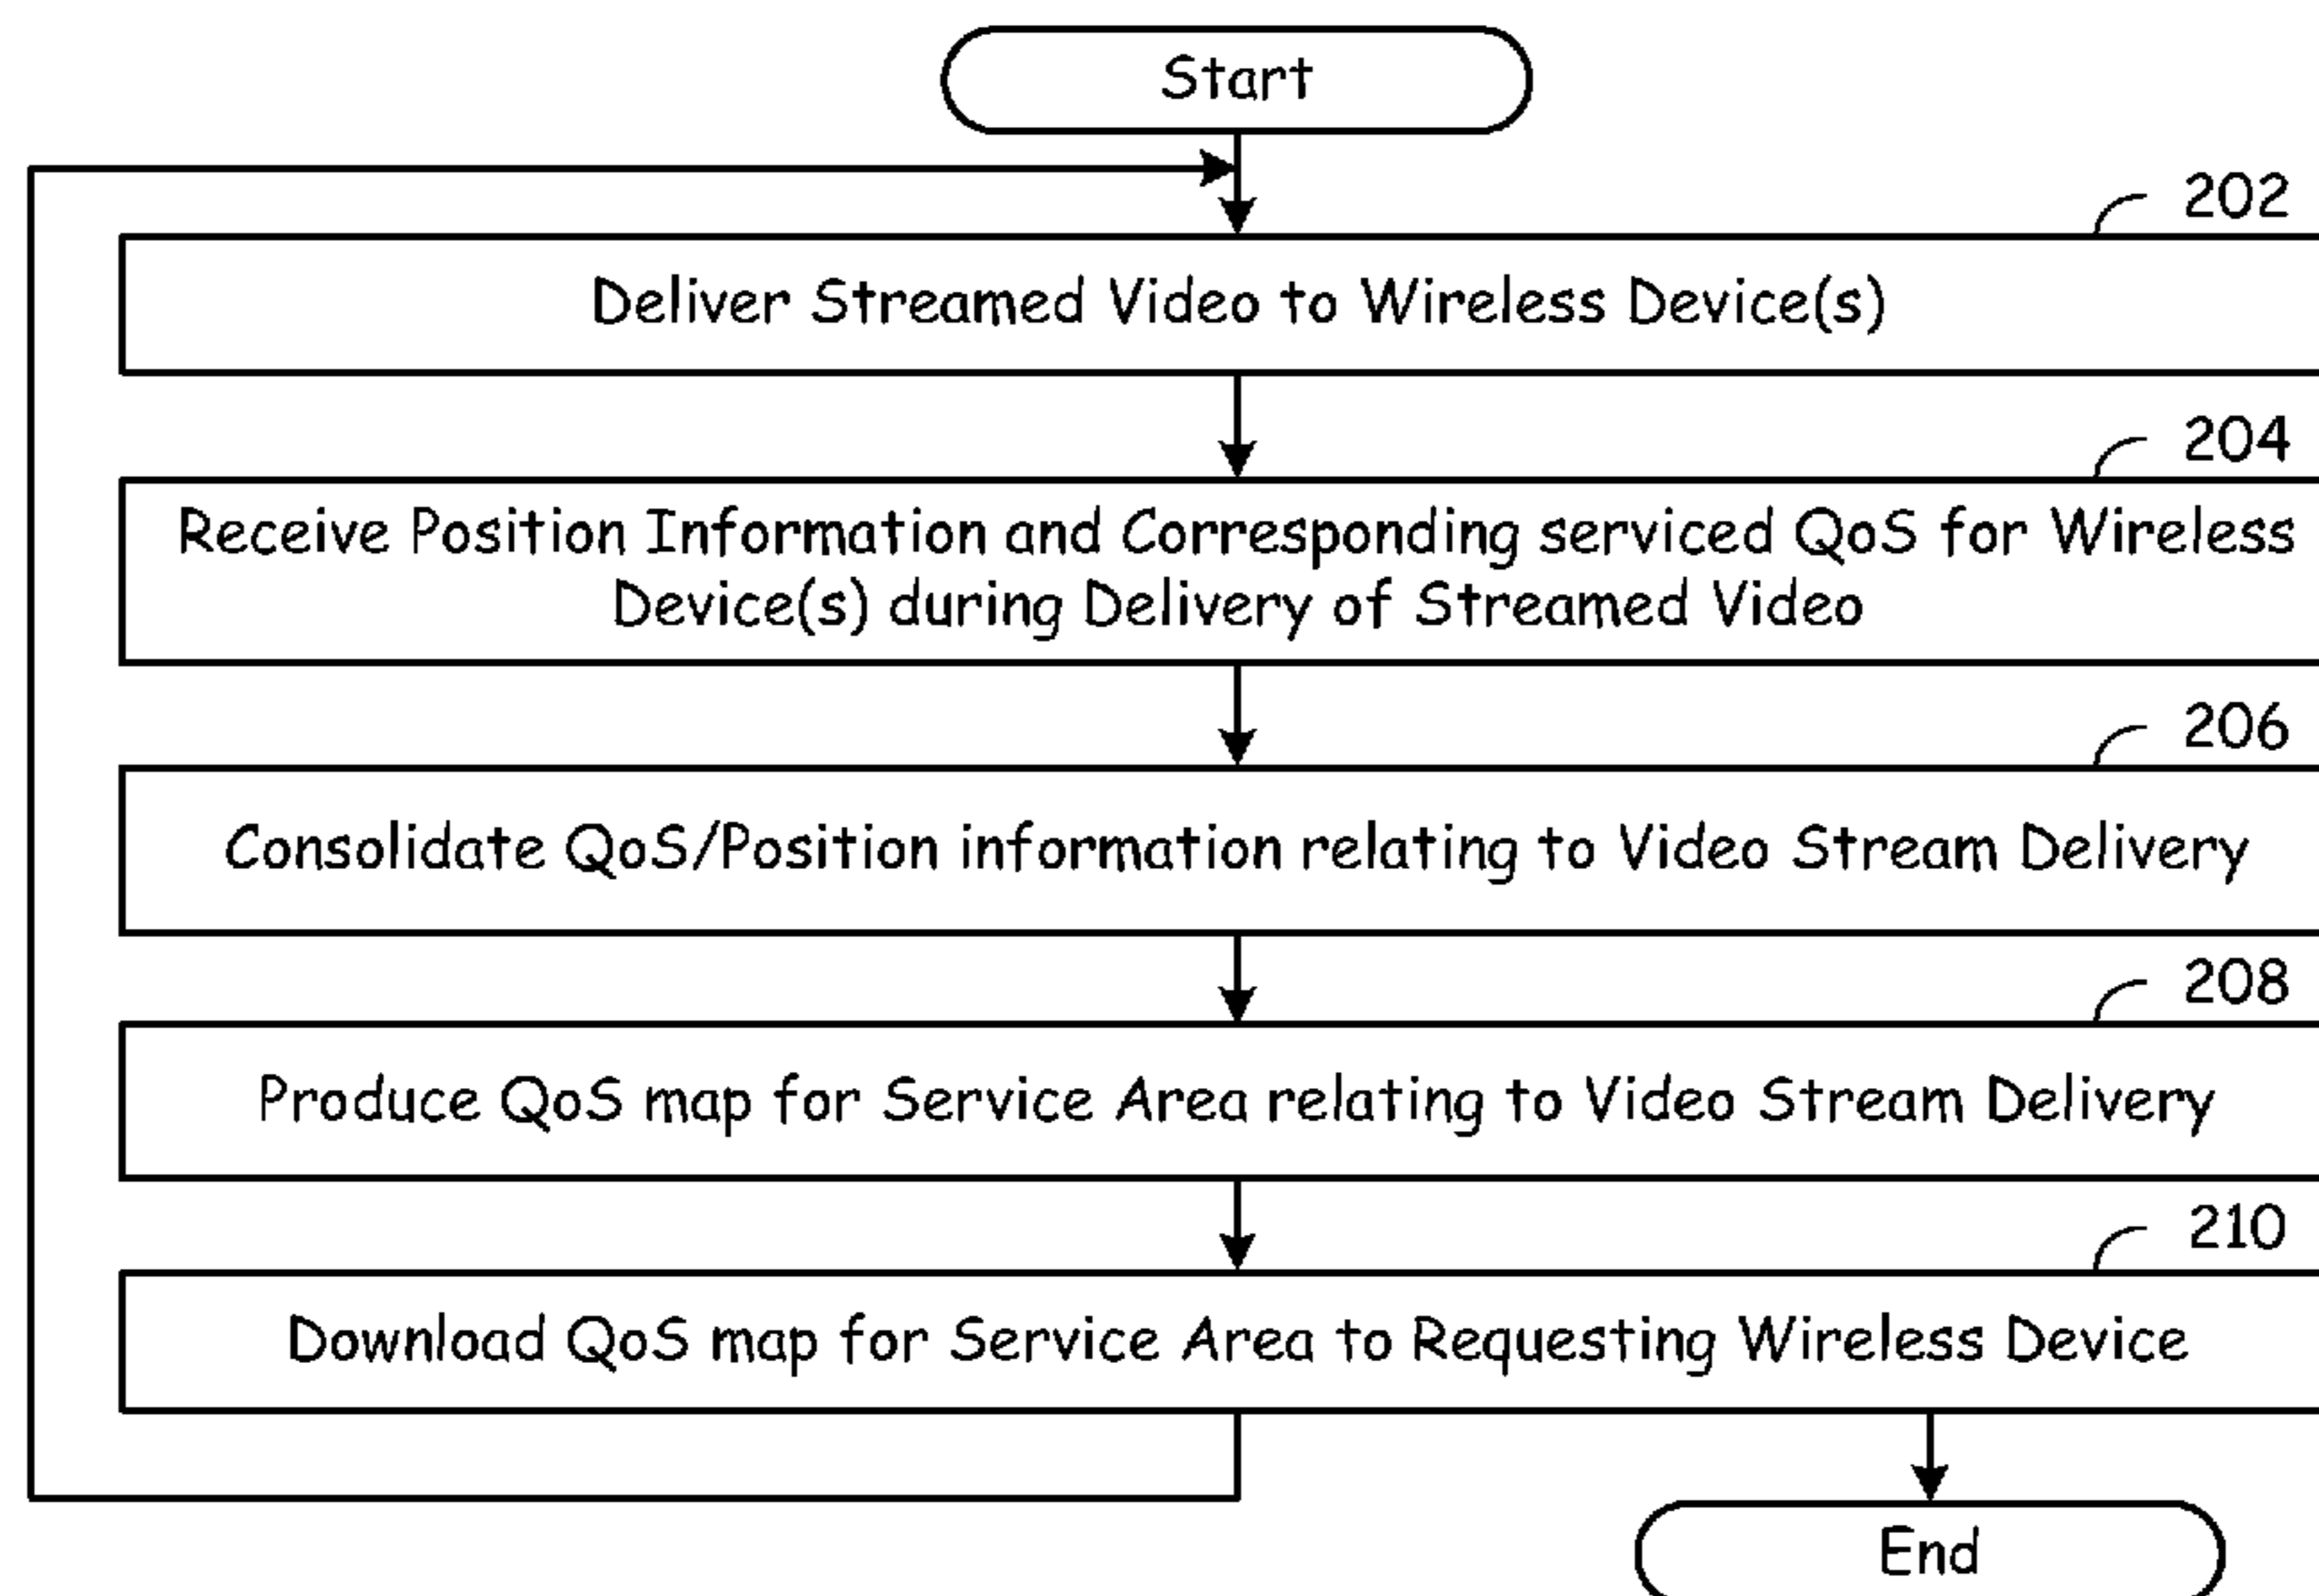 Start
202
Deliver Streamed Video to Wireless Device(s)
204
Receive Position Information and Corresponding serviced QoS for Wireless
Device(s) during Delivery of Streamed Video
206
Consolidate QoS/Position information relating to Video Stream Delivery
208
Produce QoS map for Service Area relating to Video Stream Delivery
210
Download QoS map for Service Area to Requesting Wireless Device
End